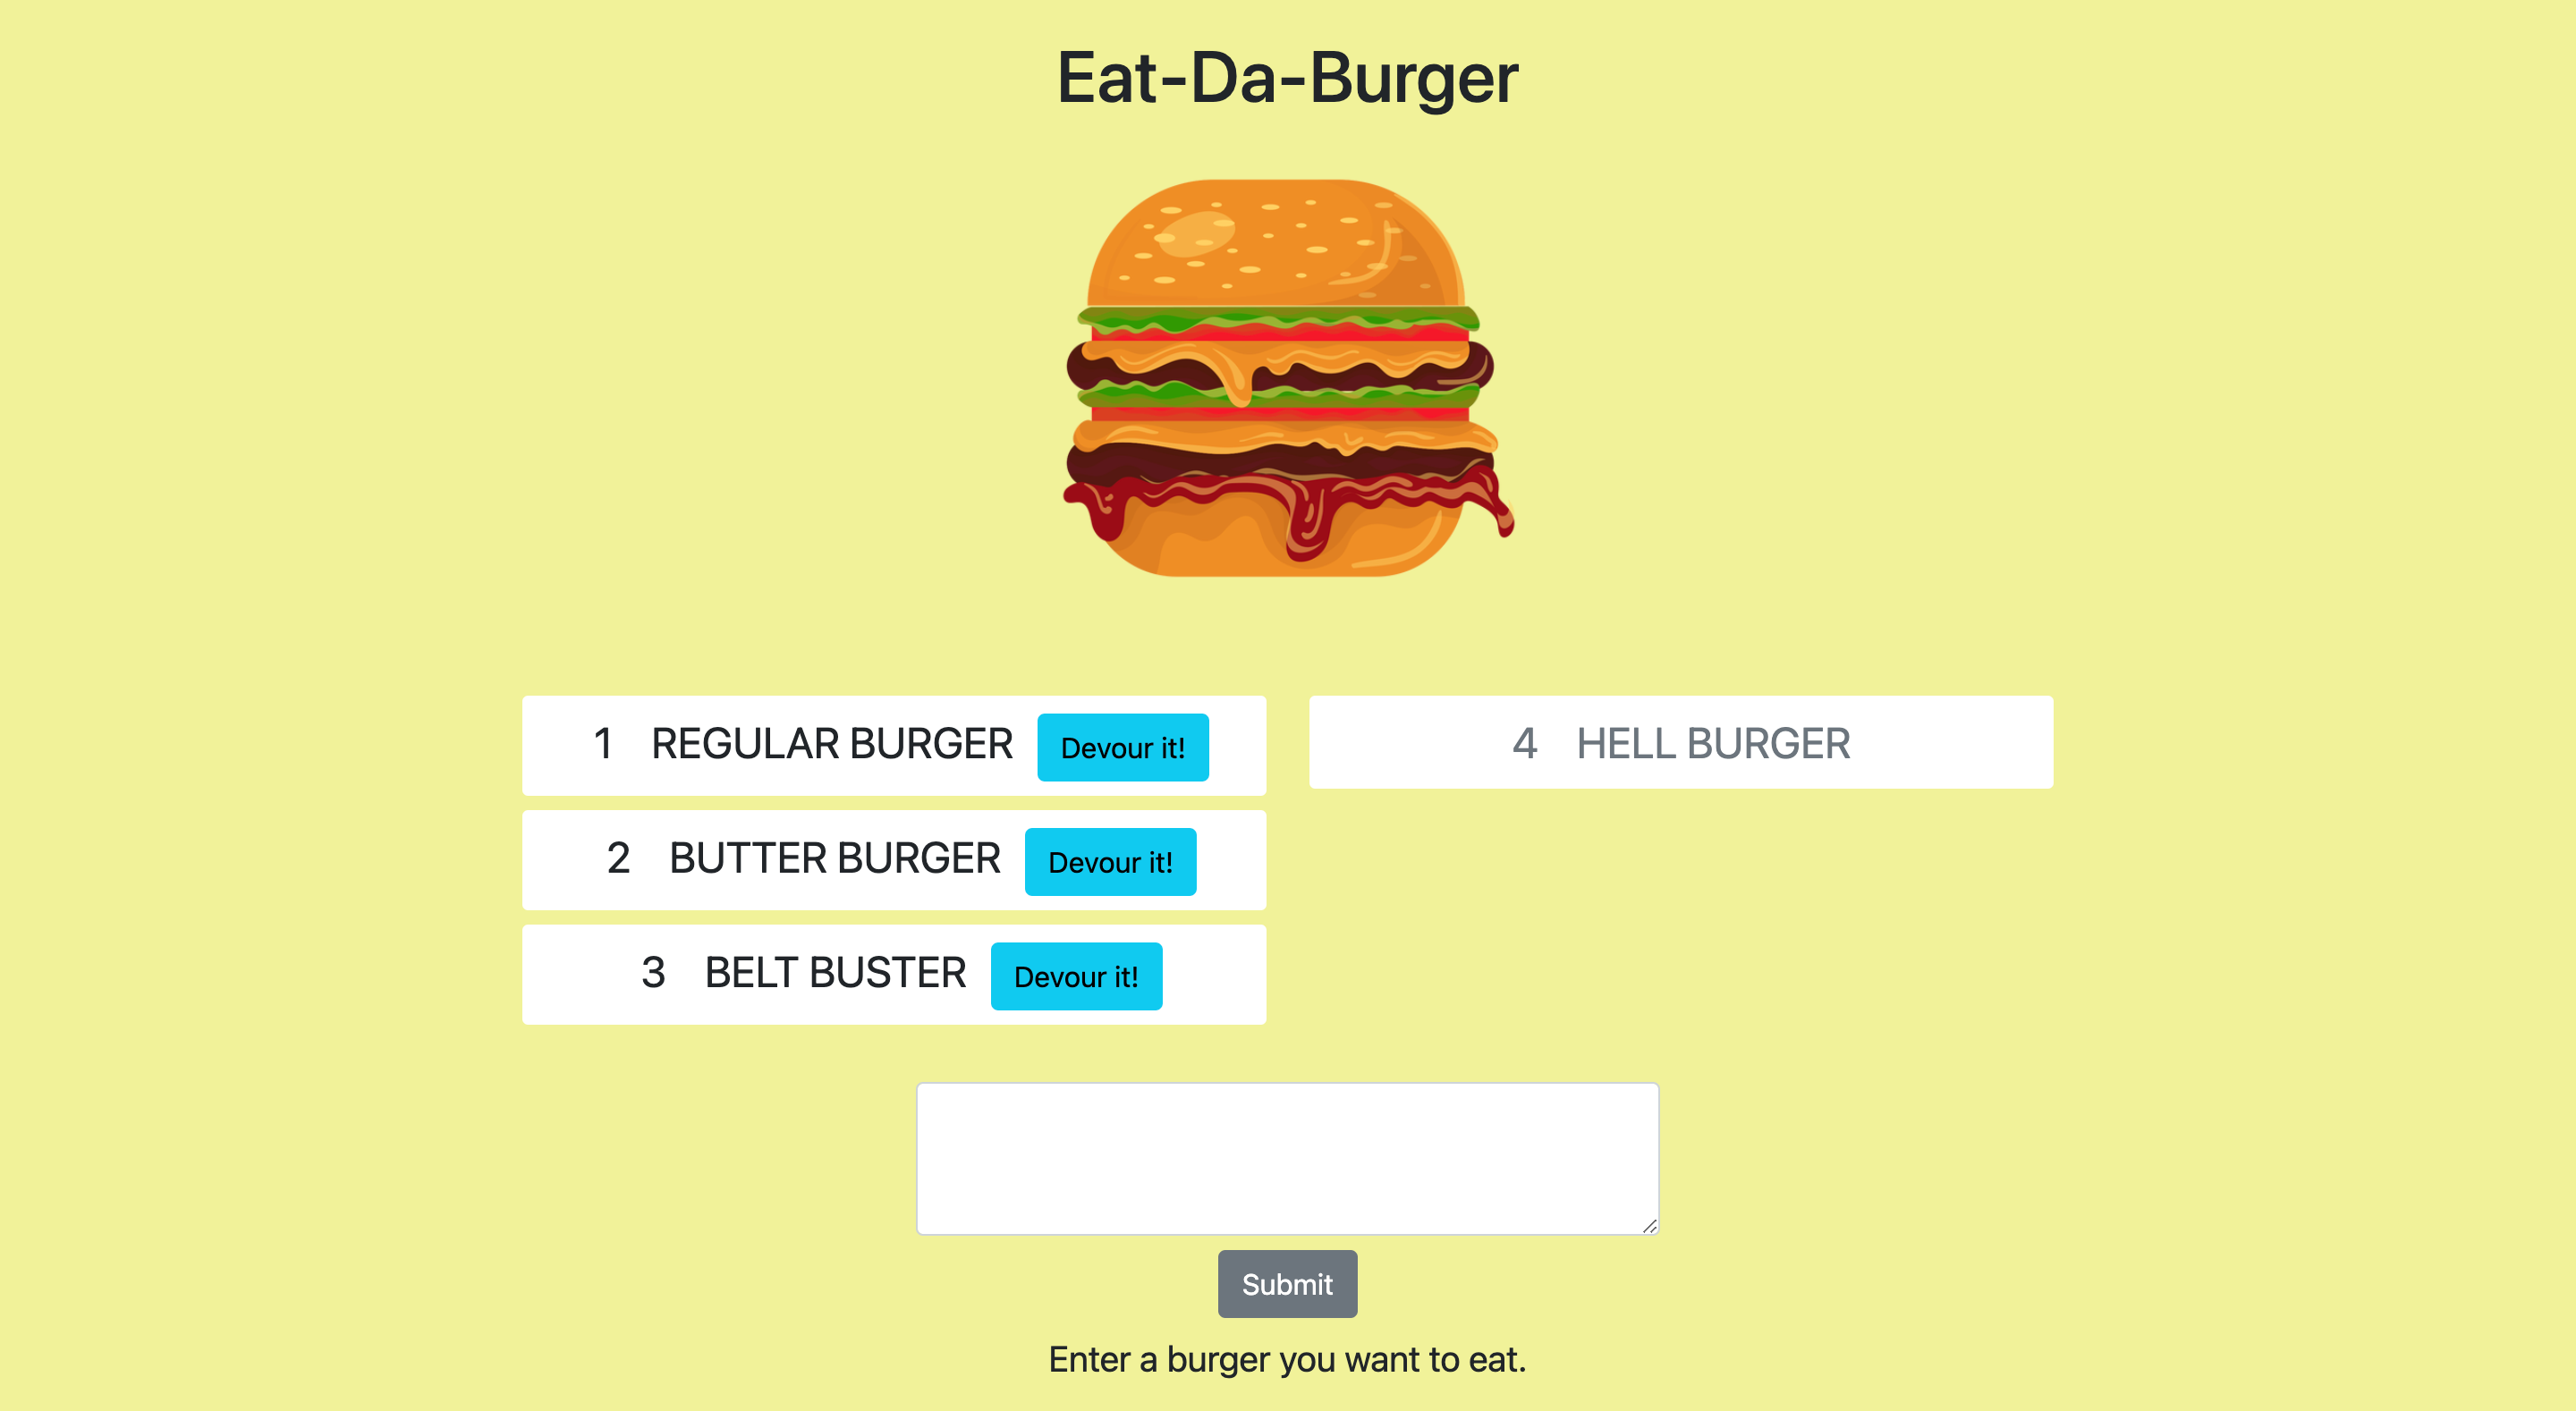 Eat-Da-Burger
1 REGULAR BURGER Devour it!
2 BUTTER BURGER Devour it!
3 BELT BUSTER Devour it!
4 HELL BURGER
Submit
Enter a burger you want to eat.